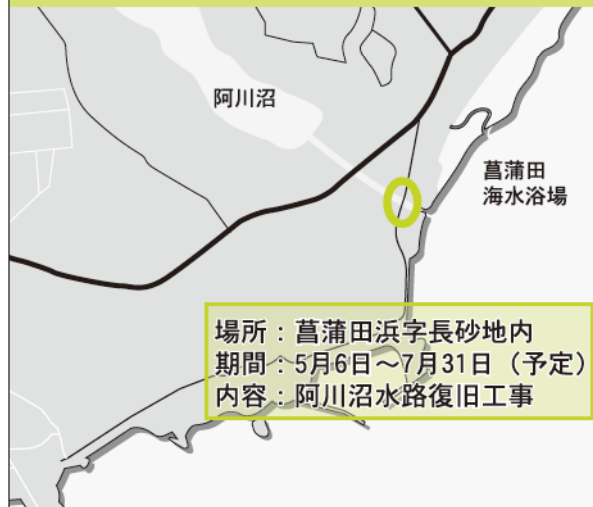 阿川沼
菖蒲田
海水浴場
場所：菖蒲田浜字長砂地内
期間：5月6日～7月31日（予定）
内容：阿川沼水路復旧工事